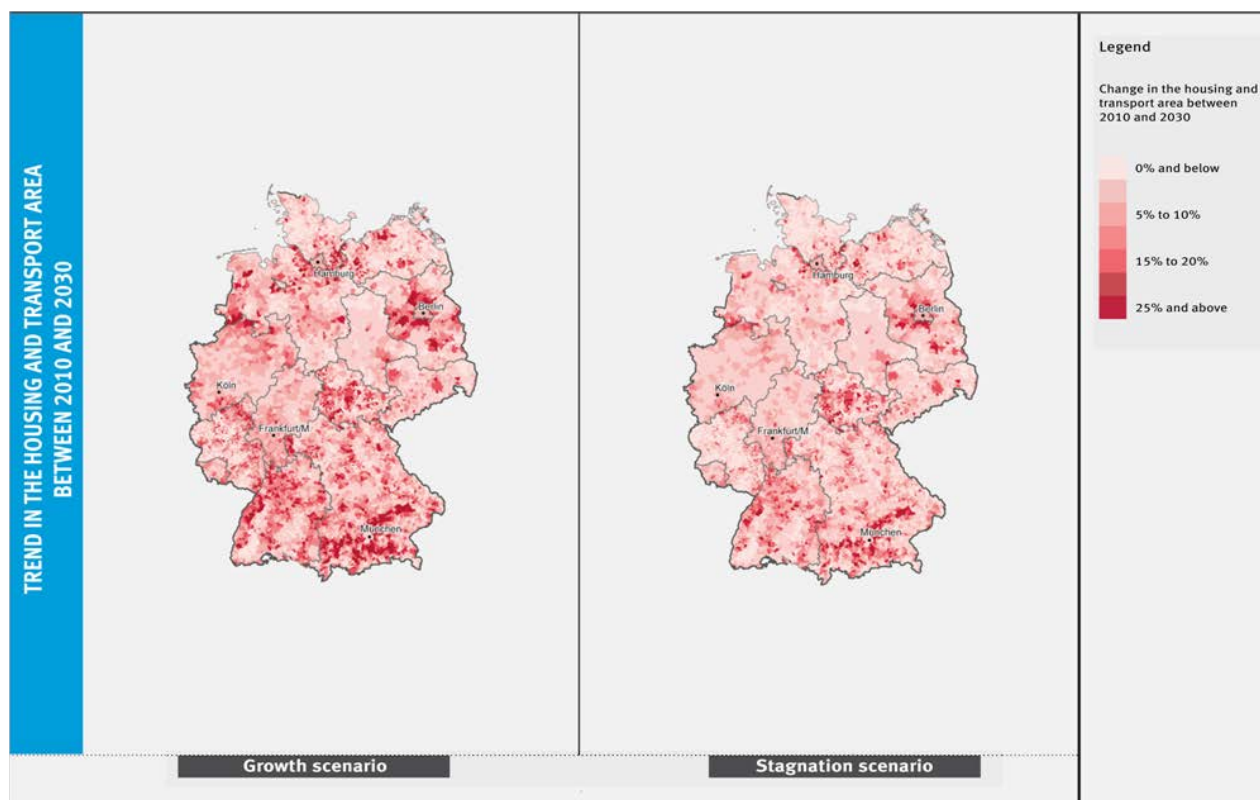 TREND IN THE HOUSING AND TRANSPORT AREA
BETWEEN 2010 AND 2030
Hamburg
Berlin
Köln
Frankfurt/M
München
Growth scenario
Hamburg
Berlin
Köln
Frankfurt/M
München
Stagnation scenario
Legend
Change in the housing and
transport area between
2010 and 2030
0% and below
5% to 10%
15% to 20%
25% and above